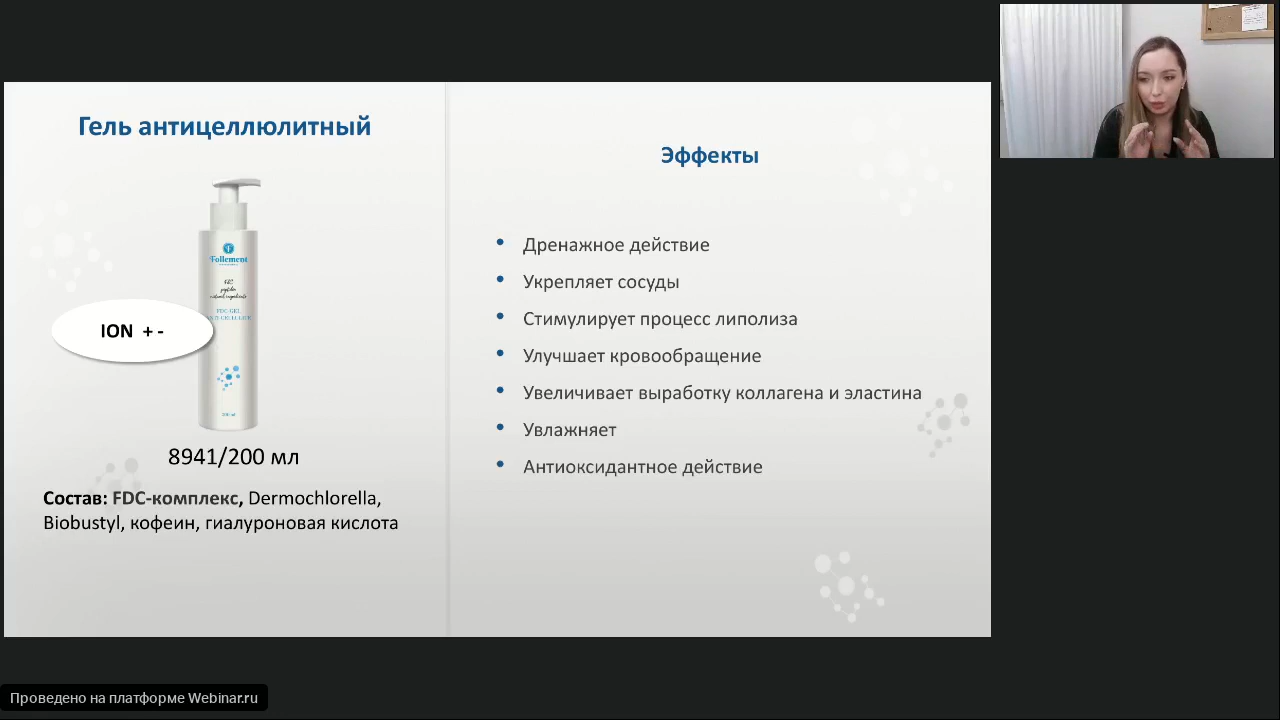 Гель антицеллюлитный
Follement
ION + -
8941/200 мл
Состав: FDC-комплекс, Dermochlorella,
Biobustyl, кофеин, гиалуроновая кислота
Эффекты
• Дренажное действие
• Укрепляет сосуды
• Стимулирует процесс липолиза
• Улучшает кровообращение
• Увеличивает выработку коллагена и эластина
• Увлажняет
• Антиоксидантное действие
Проведено на платформе Webinar.ru